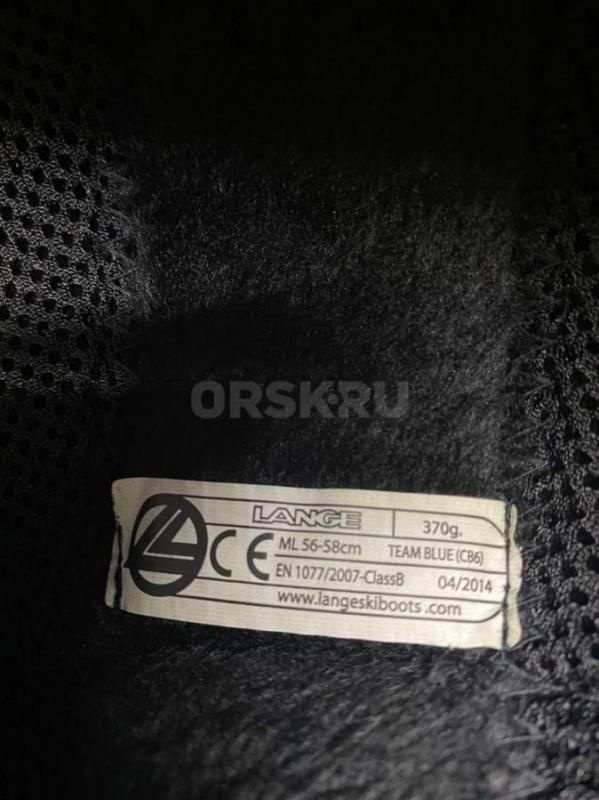 ORSK.RU
LANGE 370g.
ML 56-58cm TEAM BLUE (CB6)
EN 1077/2007-ClassB 04/2014
www.langeskiboots .com